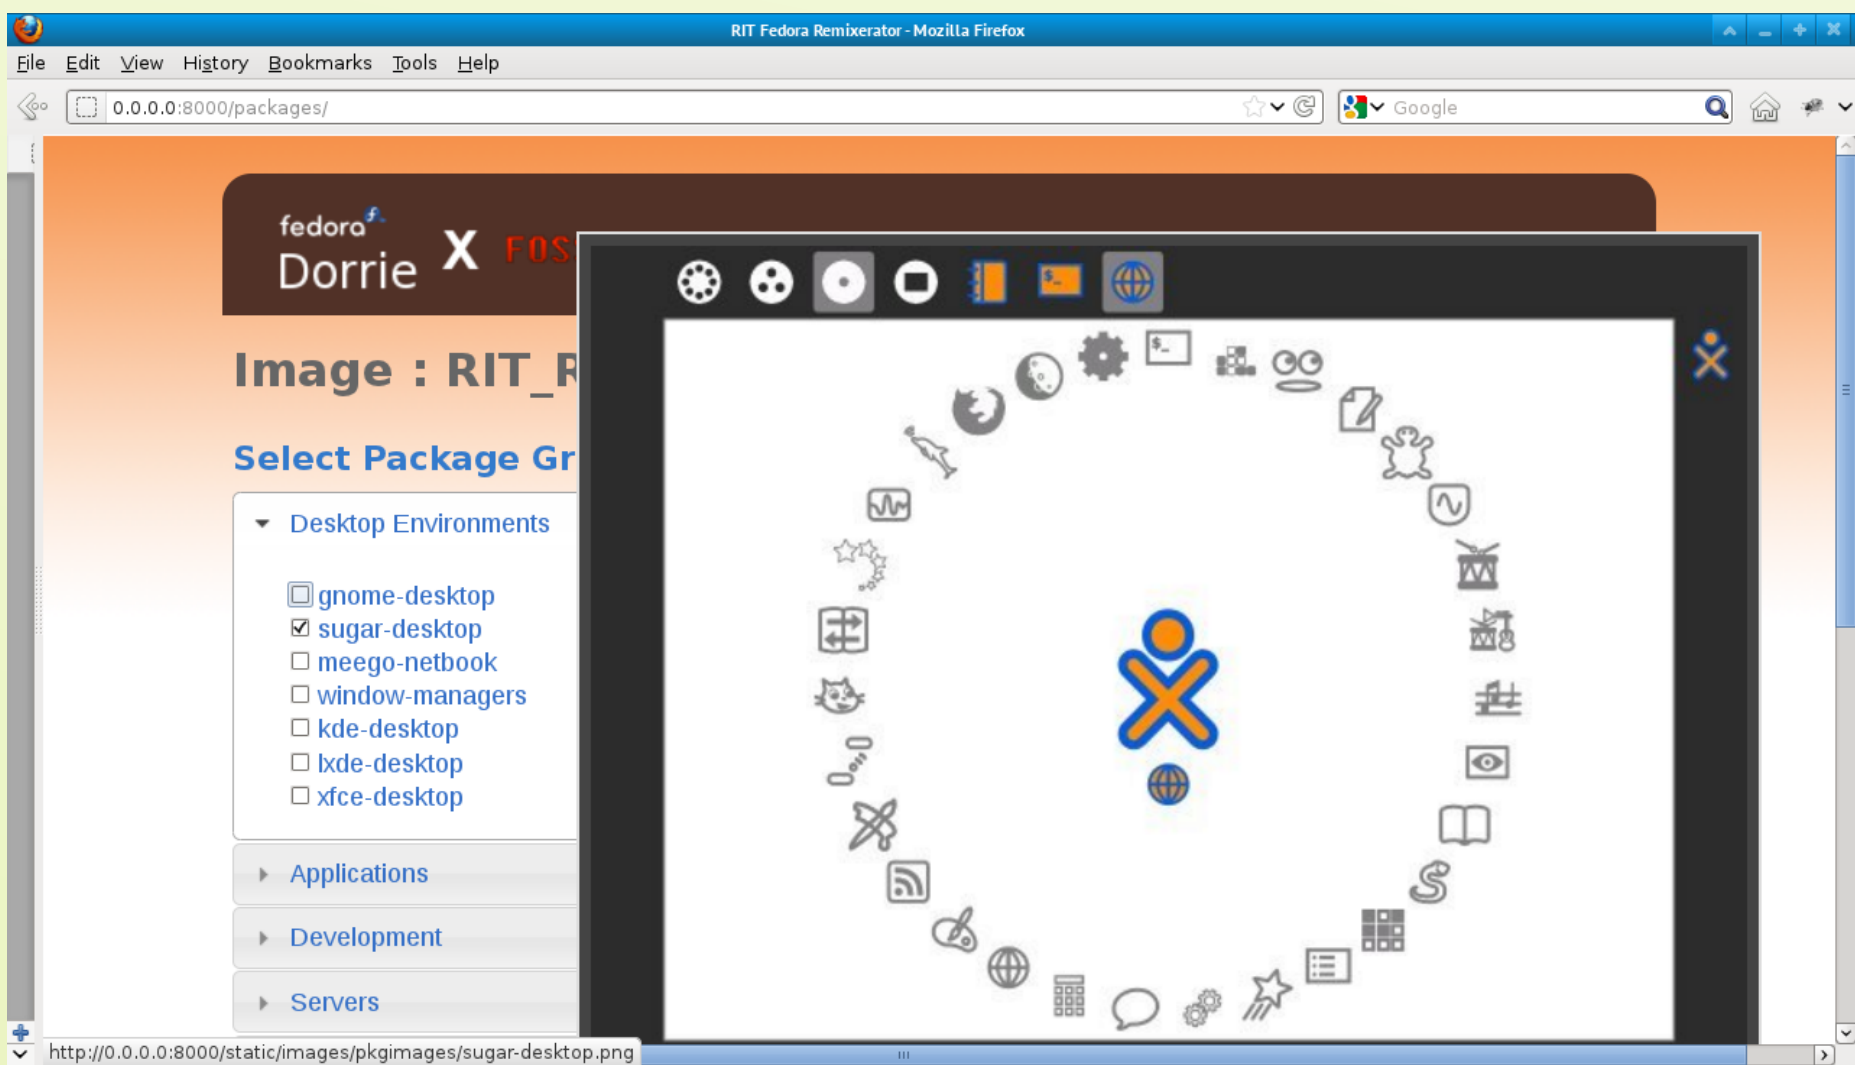 RIT Fedora Remixerator - Mozilla Firefox
File Edit View History Bookmarks Tools Help
0.0.0.0:8000/packages/
Google
fedora
Dorrie X FOS
$_
$_
Image : RIT_R
Select Package Gr
Desktop Environments
gnome-desktop
sugar-desktop
meego-netbook
window-managers
kde-desktop
lxde-desktop
xfce-desktop
Applications
Development
Servers
http://0.0.0.0:8000/static/images/pkgimages/sugar-desktop.png